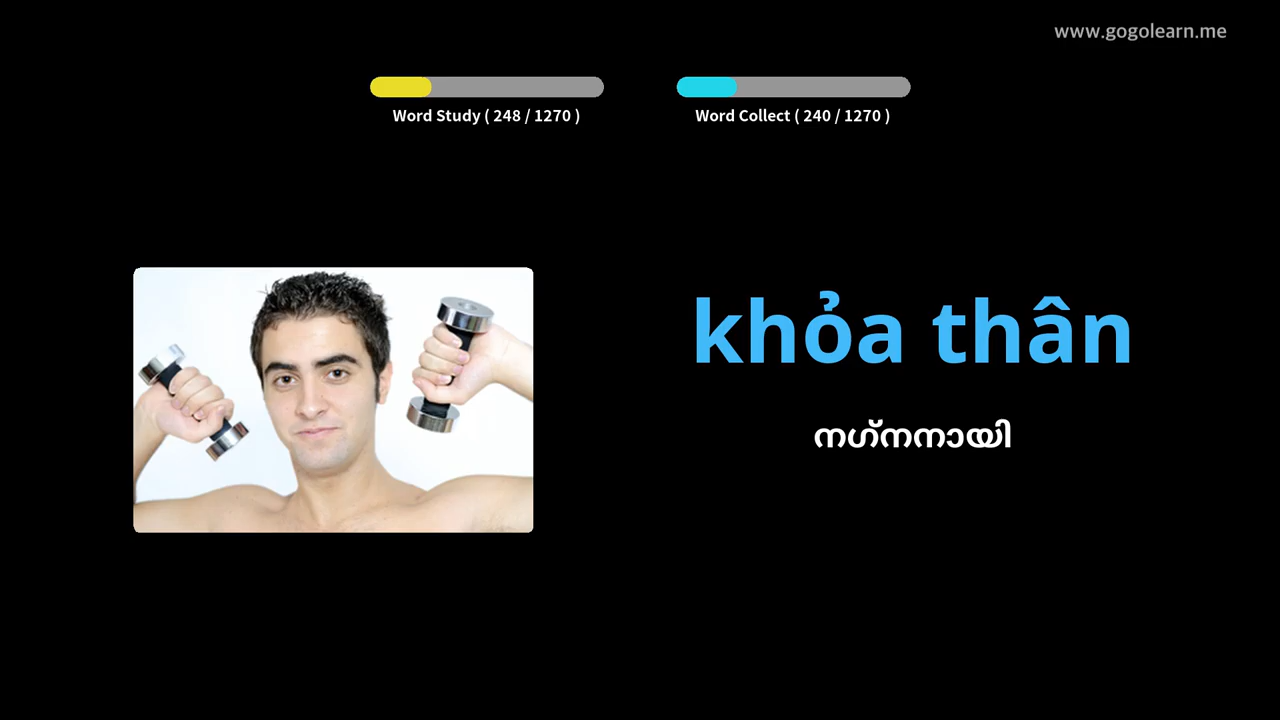 www.gogolearn.me
Word Study ( 248 / 1270 )
Word Collect ( 240 / 1270 )
khỏa thân
നഗ്നനായി